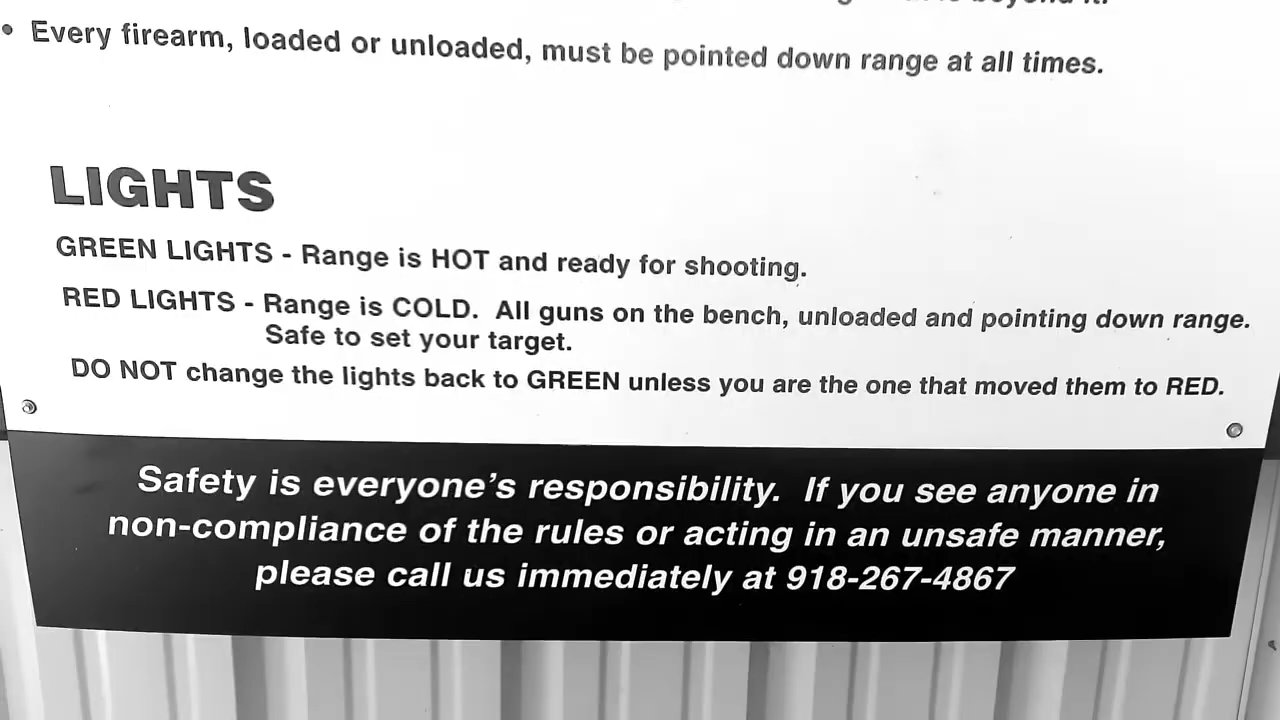 beyond it.
• Every firearm, loaded or unloaded, must be pointed down range at all times.
LIGHTS
GREEN LIGHTS - Range is HOT and ready for shooting.
RED LIGHTS - Range is COLD.  All guns on the bench, unloaded and pointing down range.
Safe to set your target.
DO NOT change the lights back to GREEN unless you are the one that moved them to RED.
Safety is everyone's responsibility.  If you see anyone in
non-compliance of the rules or acting in an unsafe manner,
please call us immediately at 918-267-4867